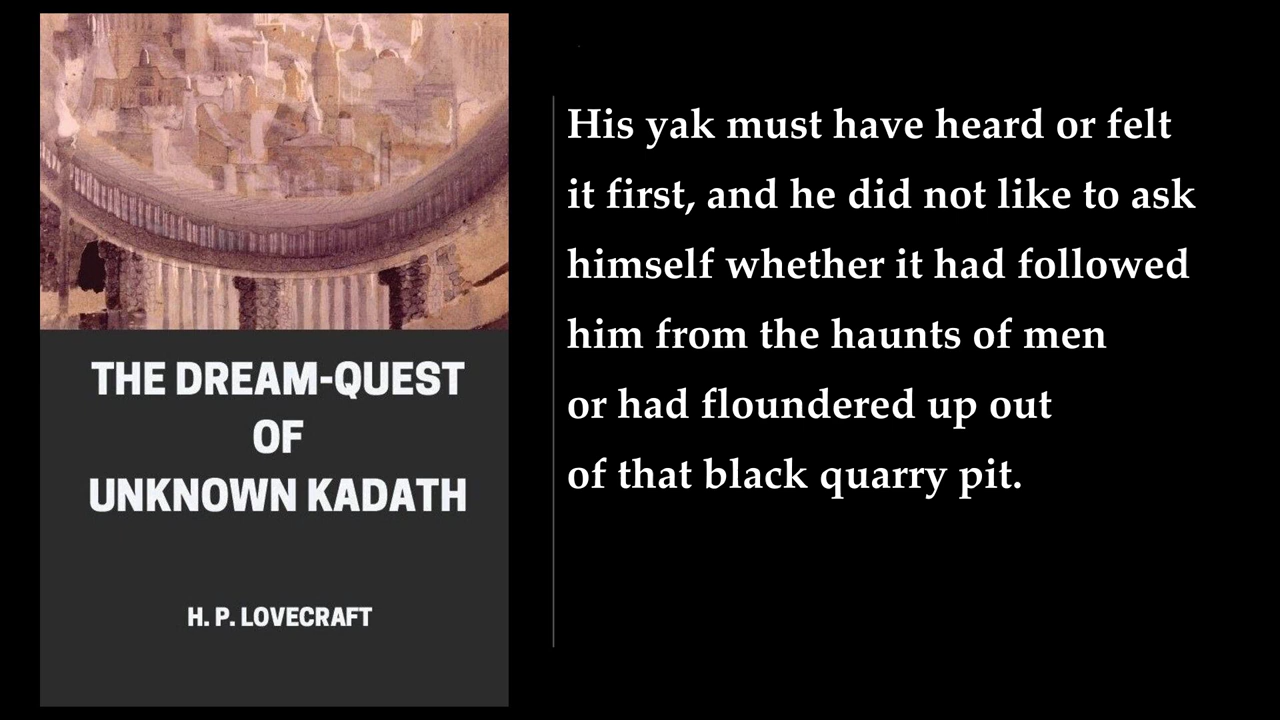 THE DREAM-QUEST
OF
UNKNOWN KADATH
H. P. LOVECRAFT
His yak must have heard or felt
it first, and he did not like to ask
himself whether it had followed
him from the haunts of men
or had floundered up out
of that black quarry pit.